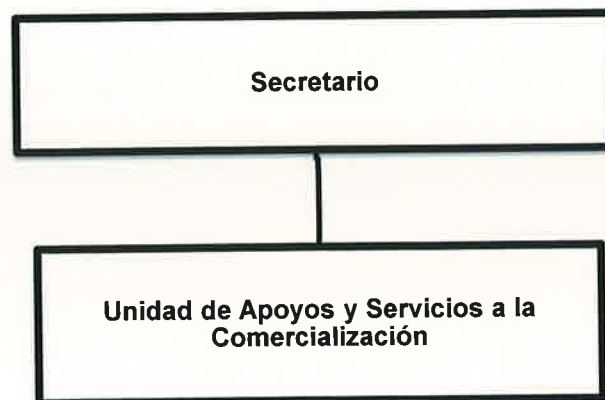 Secretario
Unidad de Apoyos y Servicios a la
Comercialización